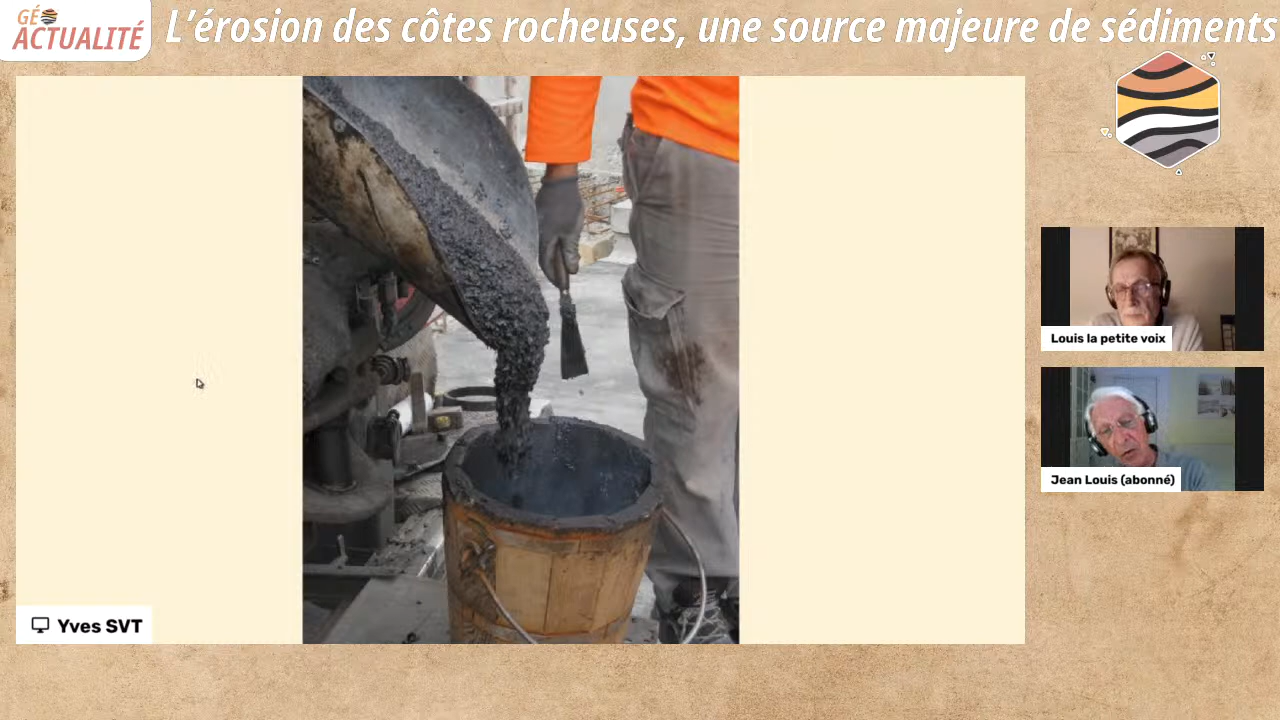 GÉ
ACTUALITÉ
L'érosion des côtes rocheuses, une source majeure de sédiments
Louis la petite voix
Jean Louis (abonné)
Yves SVT